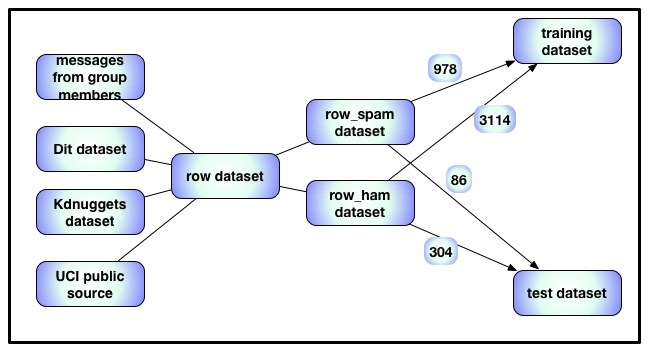 messages
from group
members
Dit dataset
Kdnuggets
dataset
UCI public
source
row dataset
row_spam
dataset
row_ham
dataset
978
3114
86
304
training
dataset
test dataset